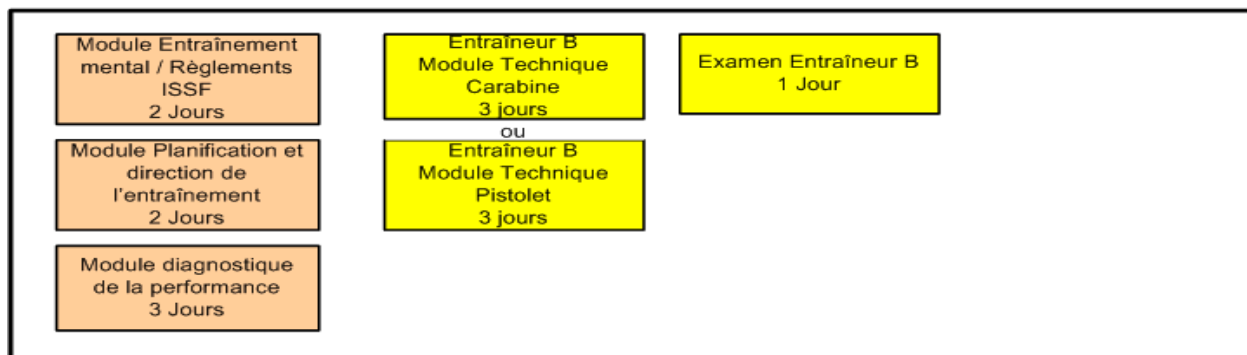 Module Entraînement
mental / Règlements
ISSF
2 Jours
Module Planification et
direction de
l'entraînement
2 Jours
Module diagnostique
de la performance
3 Jours
Entraîneur B
Module Technique
Carabine
3 jours
ou
Entraîneur B
Module Technique
Pistolet
3 jours
Examen Entraîneur B
1 Jour